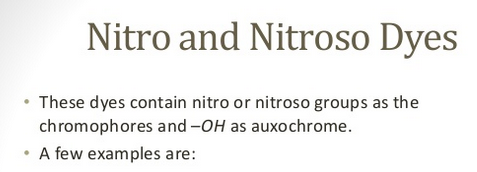 Nitro and Nitroso Dyes
• These dyes contain nitro or nitroso groups as the
chromophores and –OH as auxochrome.
• A few examples are: